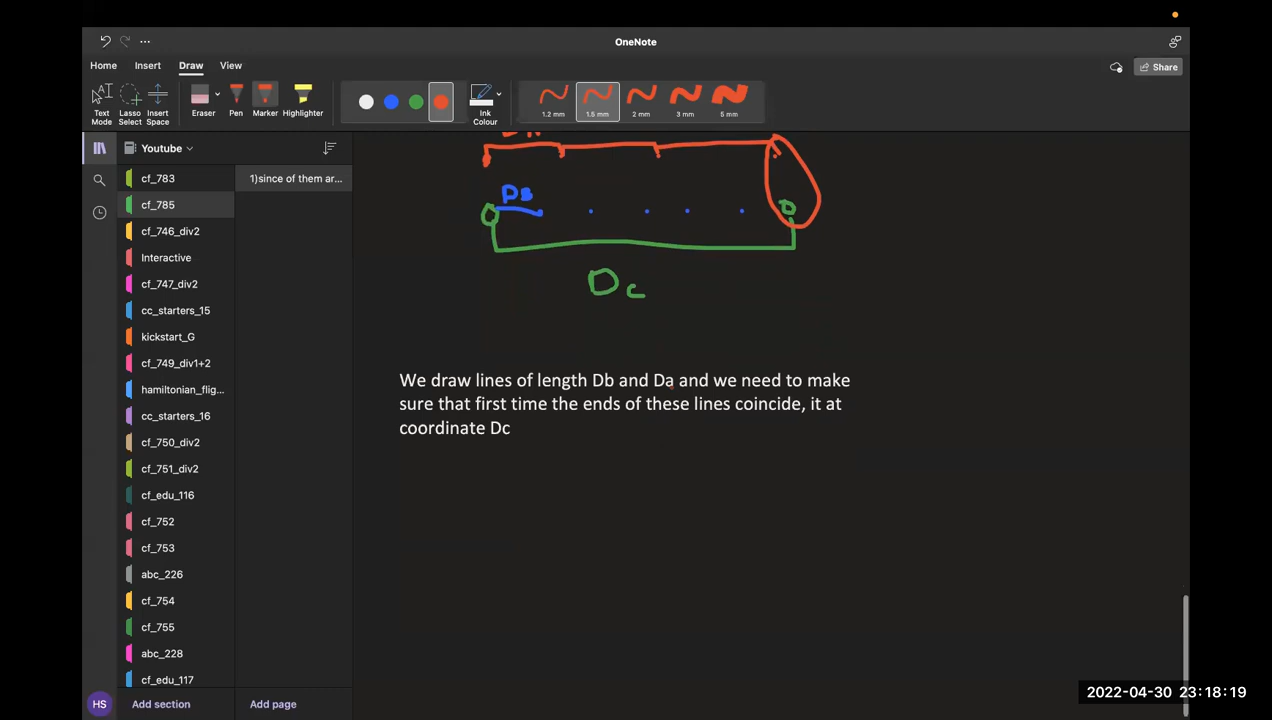 OneNote
Home Insert Draw View
Share
Text Mode
Lasso Select
Insert Space
Eraser
Pen
Marker
Highlighter
Ink Colour
1.2 mm
1.5 mm
2 mm
3 mm
5 mm
Youtube
cf_783
cf_785
cf_746_div2
Interactive
cf_747_div2
cc_starters_15
kickstart_G
cf_749_div1+2
hamiltonian_flig...
cc_starters_16
cf_750_div2
cf_751_div2
cf_edu_116
cf_752
cf_753
abc_226
cf_754
cf_755
abc_228
cf_edu_117
HS
Add section
1)since of them ar...
Add page
DB
Dc
We draw lines of length Db and Da and we need to make
sure that first time the ends of these lines coincide, it at
coordinate Dc
2022-04-30 23:18:19